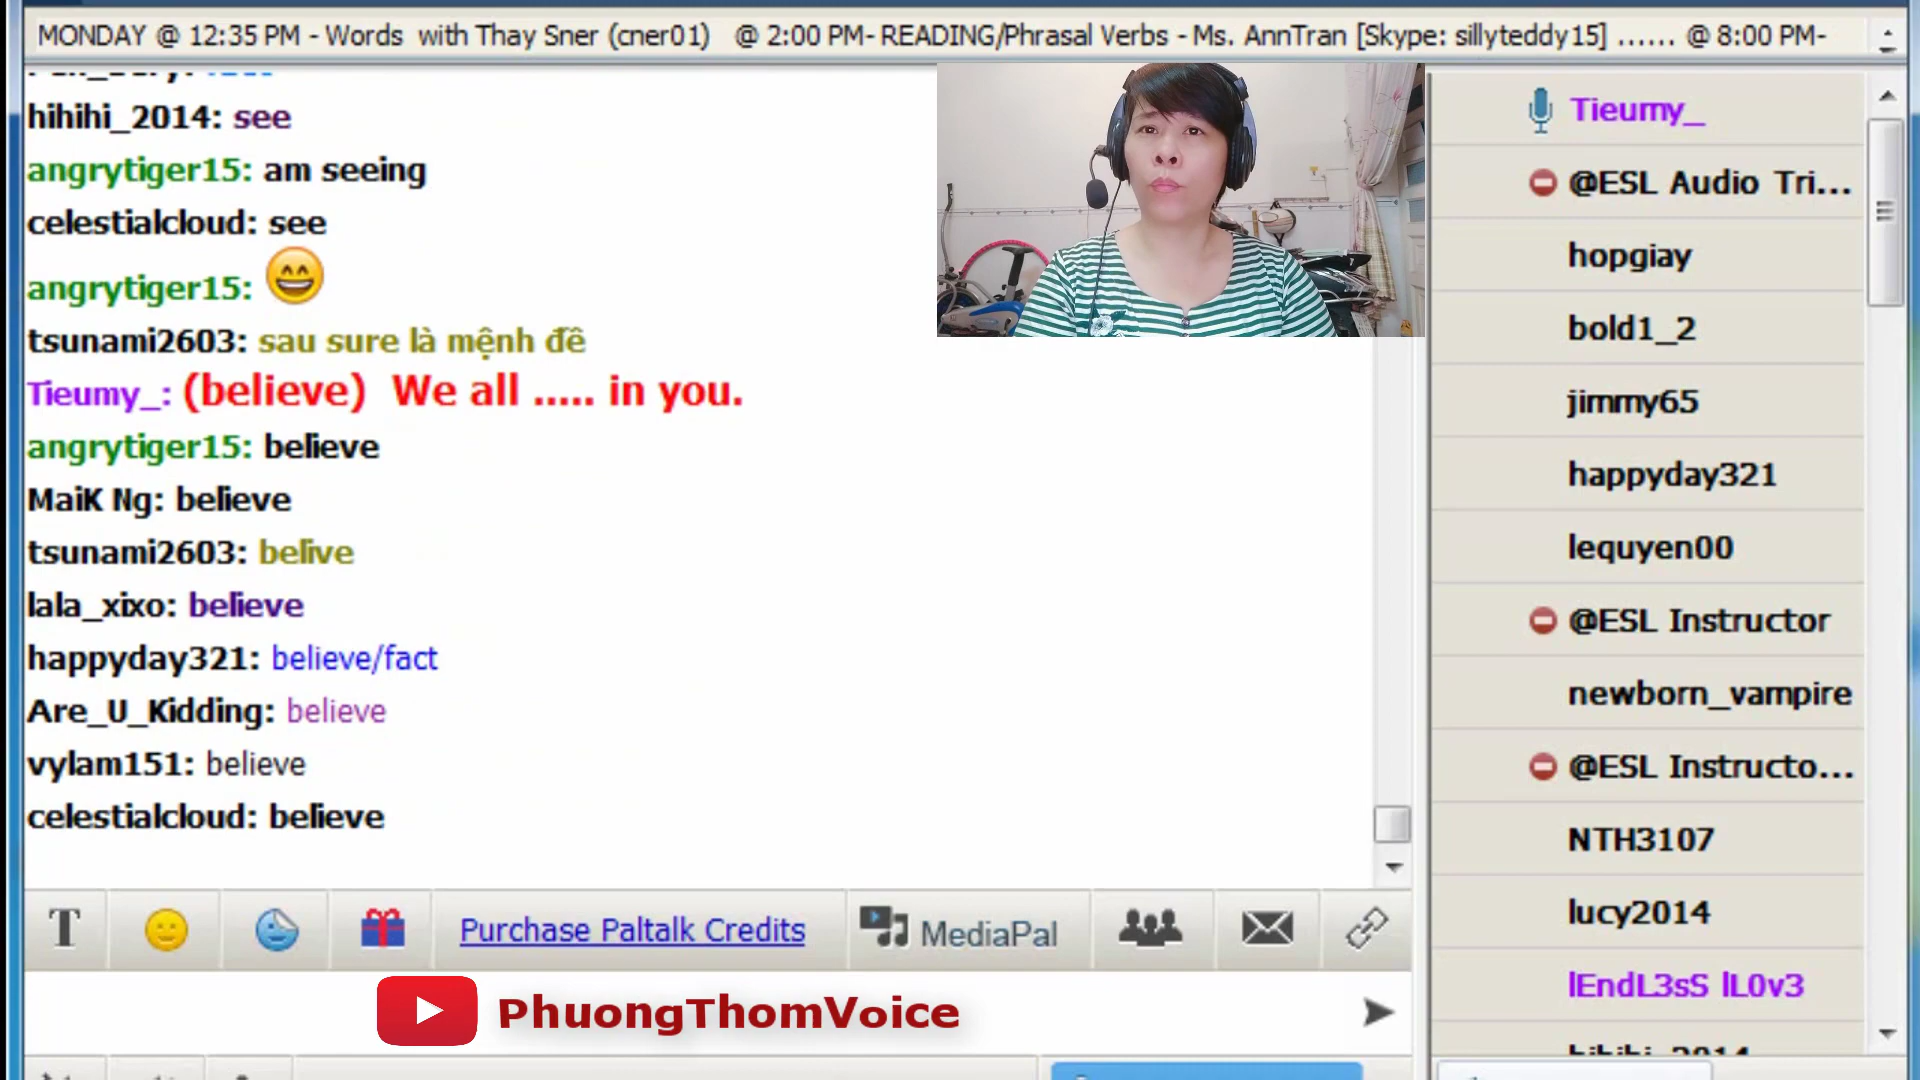 MONDAY @ 12:35 PM - Words with Thay Sner (cner01) @ 2:00 PM- READING/Phrasal Verbs - Ms. AnnTran [Skype: sillyteddy15] ...... @ 8:00 PM-
hihihi_2014: see
angrytiger15: am seeing
celestialcloud: see
angrytiger15:
tsunami2603: sau sure là mệnh đề
Tieumy_: (believe) We all ..... in you.
angrytiger15: believe
MaiK Ng: believe
tsunami2603: belive
lala_xixo: believe
happyday321: believe/fact
Are_U_Kidding: believe
vylam151: believe
celestialcloud: believe
Tieumy_
@ESL Audio Tri...
hopgiay
bold1_2
jimmy65
happyday321
lequyen00
@ESL Instructor
newborn_vampire
@ESL Instructo...
NTH3107
lucy2014
lEndL3sS lL0v3
T
Purchase Paltalk Credits
MediaPal
PhuongThomVoice